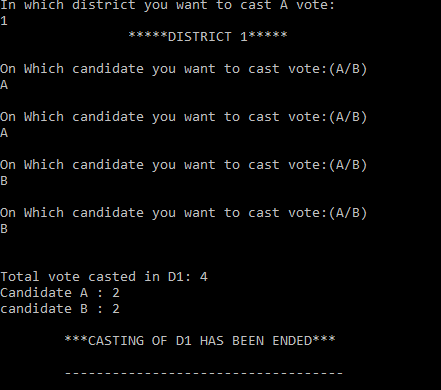 In which district you want to cast A vote:
1
*****DISTRICT 1*****
On Which candidate you want to cast vote:(A/B)
A
On Which candidate you want to cast vote:(A/B)
A
On Which candidate you want to cast vote:(A/B)
B
On Which candidate you want to cast vote:(A/B)
B
Total vote casted in D1: 4
Candidate A : 2
candidate B : 2
***CASTING OF D1 HAS BEEN ENDED***
-----------------------------------